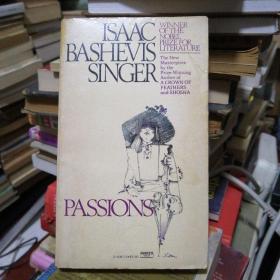 ISAAC
BASHEVIS
SINGER
WINNER
OF THE
NOBEL
PRIZE FOR
LITERATURE
The New
Masterpiece
by the
Prize-Winning
Author of
A CROWN OF
FEATHERS
and SHOSHA
PASSIONS